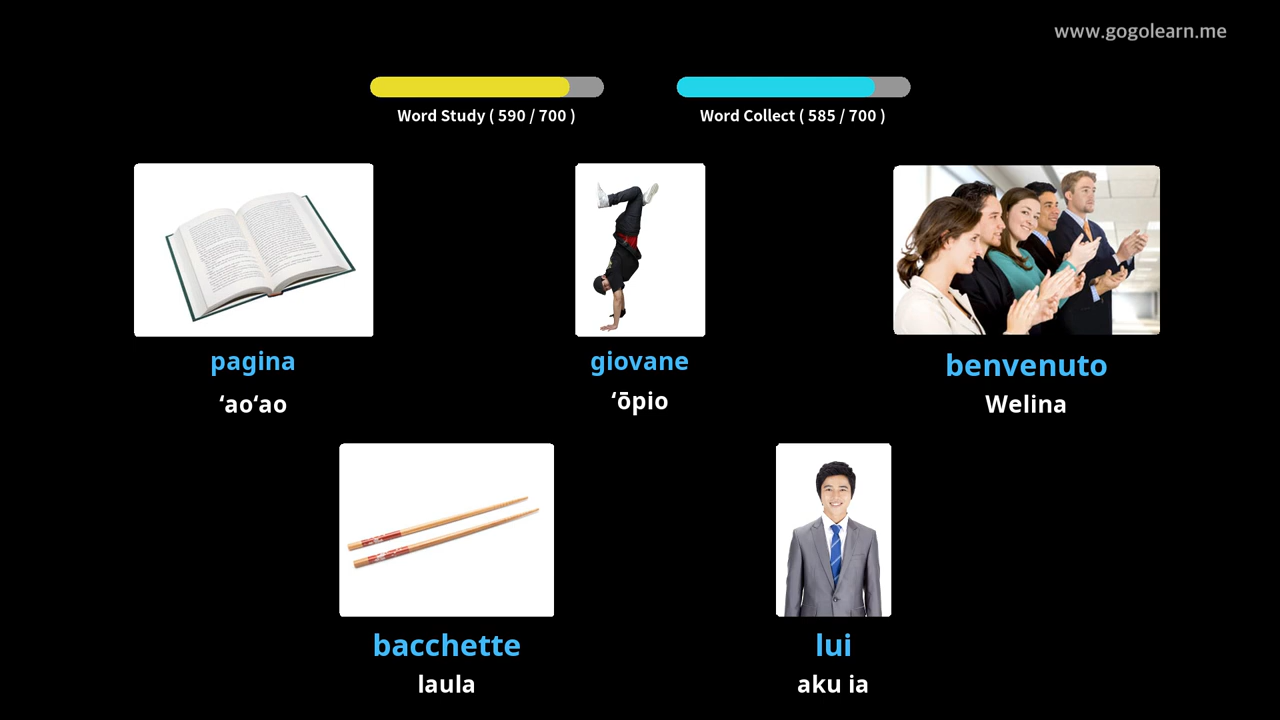 www.gogolearn.me
Word Study ( 590 / 700 )
Word Collect ( 585 / 700 )
pagina
ʻaoʻao
giovane
ʻōpio
benvenuto
Welina
bacchette
laula
lui
aku ia